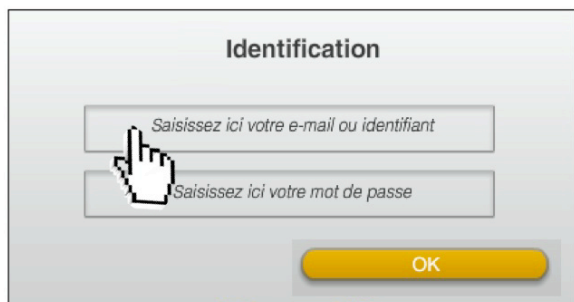 Identification
Saisissez ici votre e-mail ou identifiant
Saisissez ici votre mot de passe
OK